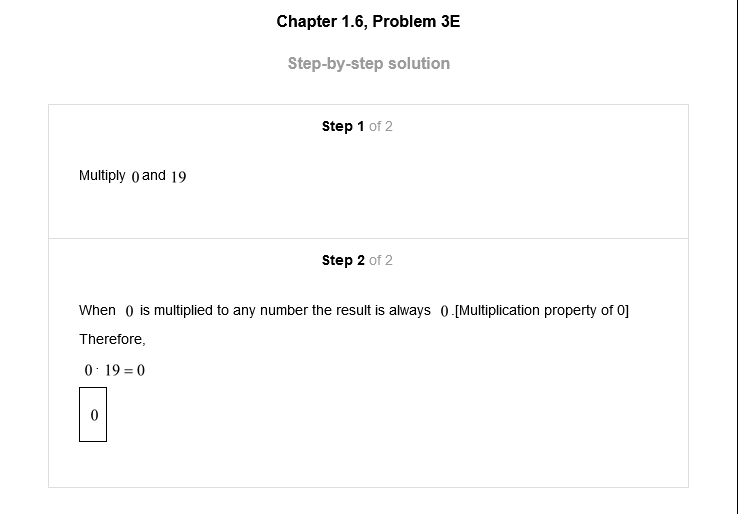 Chapter 1.6, Problem 3E
Step-by-step solution
Step 1 of 2
Multiply 0 and 19
Step 2 of 2
When 0 is multiplied to any number the result is always 0.[Multiplication property of 0]
Therefore,
0 · 19 = 0
0